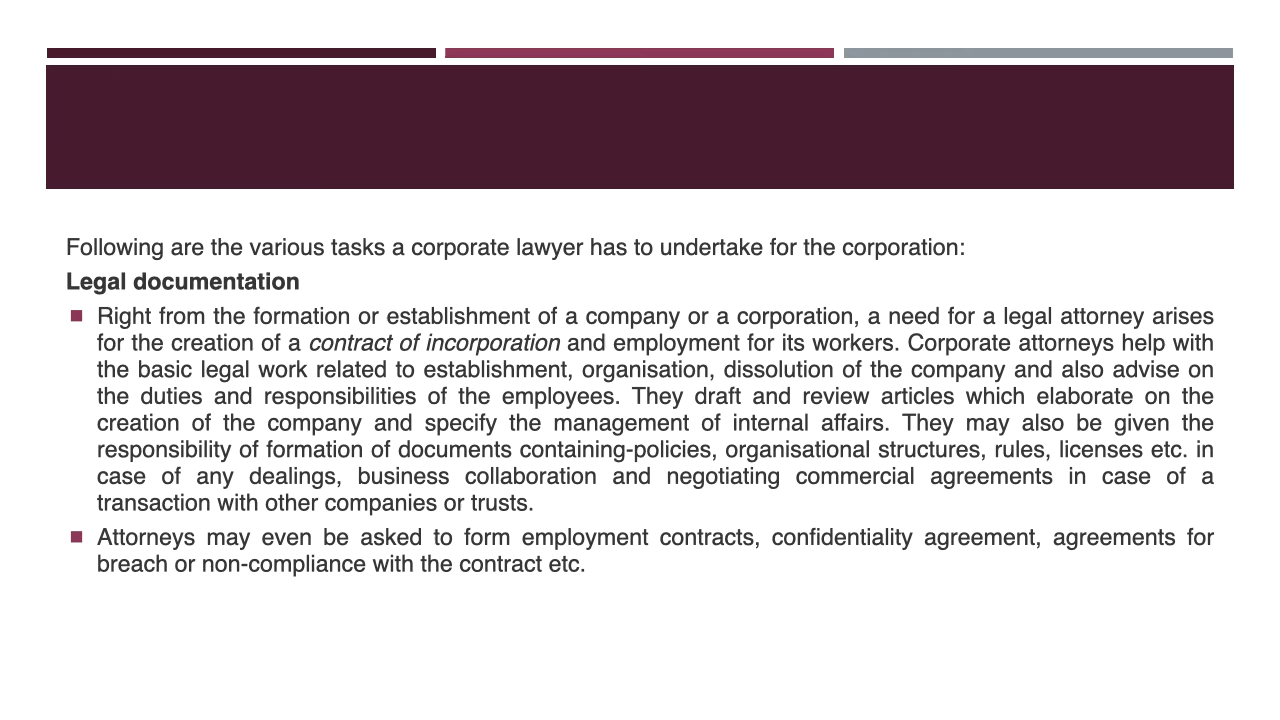 Following are the various tasks a corporate lawyer has to undertake for the corporation:
Legal documentation
Right from the formation or establishment of a company or a corporation, a need for a legal attorney arises
for the creation of a contract of incorporation and employment for its workers. Corporate attorneys help with
the basic legal work related to establishment, organisation, dissolution of the company and also advise on
the duties and responsibilities of the employees. They draft and review articles which elaborate on the
creation of the company and specify the management of internal affairs. They may also be given the
responsibility of formation of documents containing-policies, organisational structures, rules, licenses etc. in
case of any dealings, business collaboration and negotiating commercial agreements in case of a
transaction with other companies or trusts.
Attorneys may even be asked to form employment contracts, confidentiality agreement, agreements for
breach or non-compliance with the contract etc.